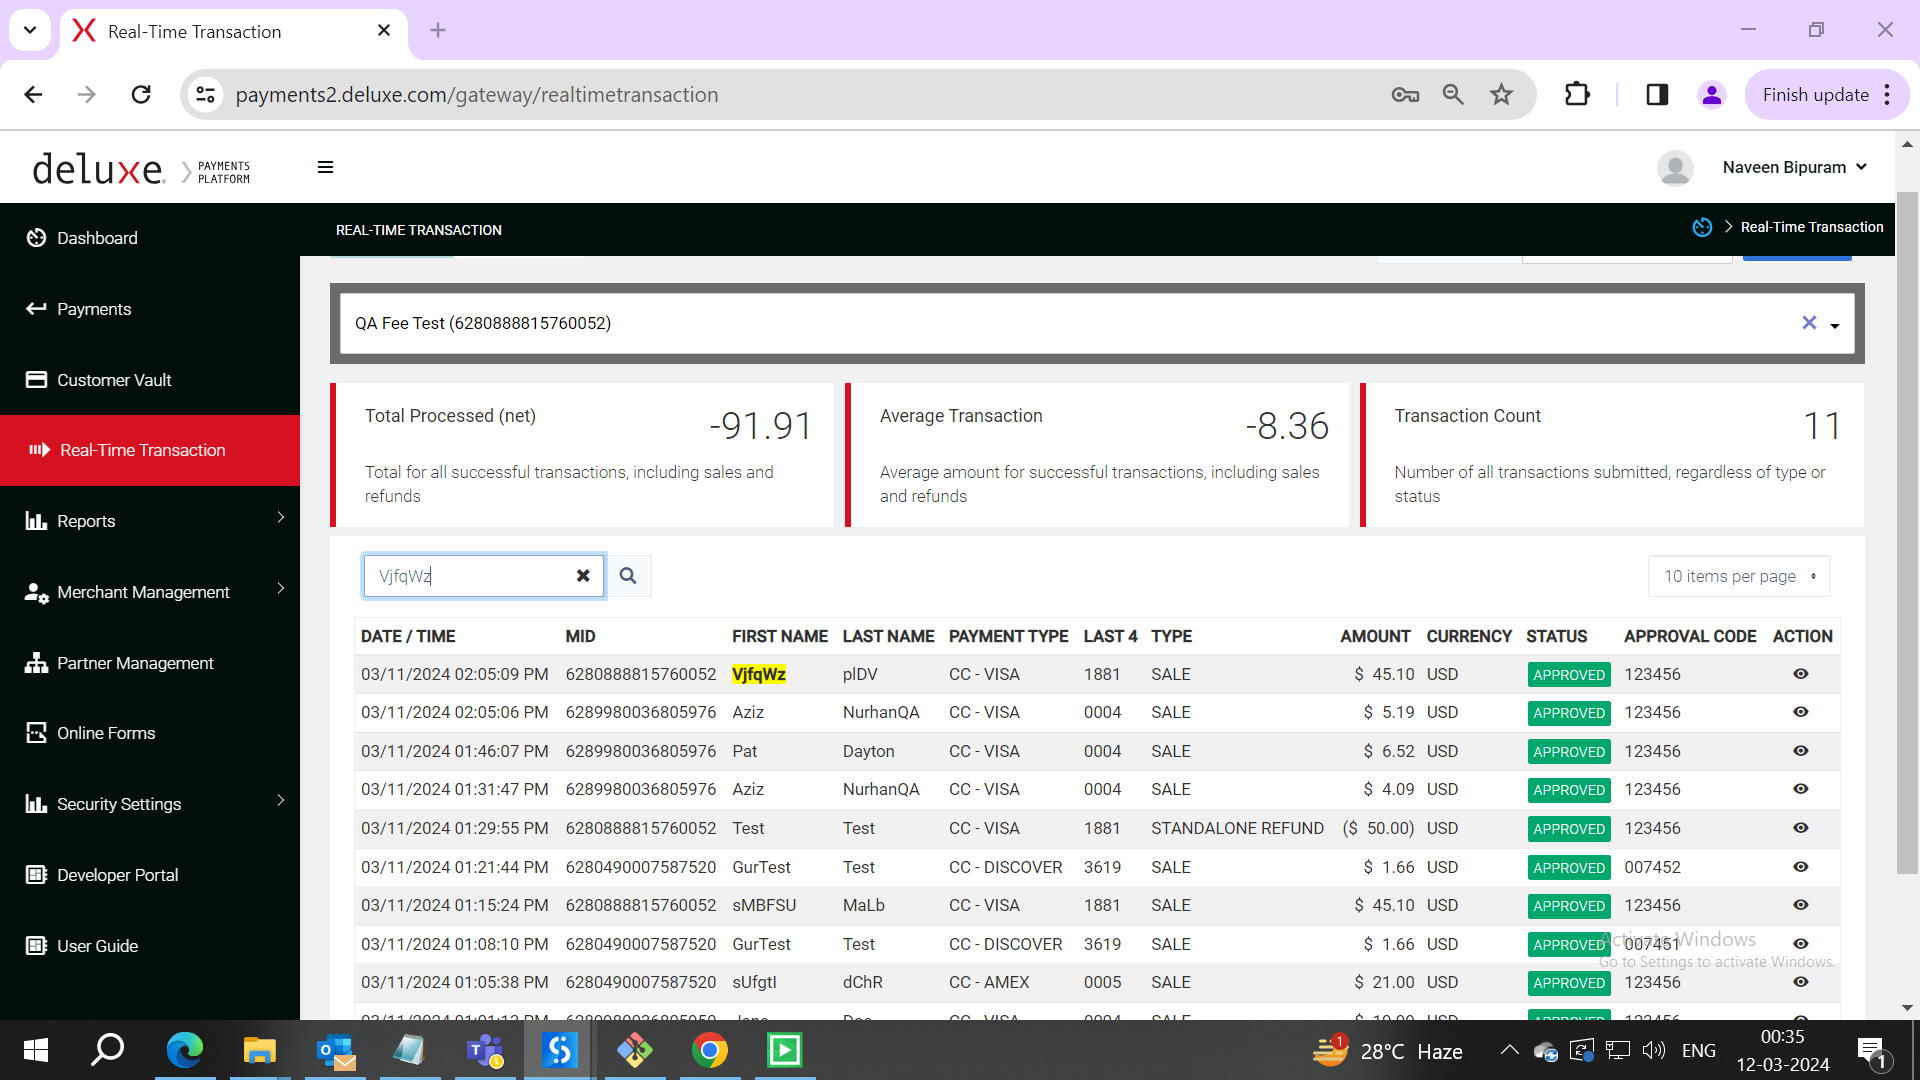 Real-Time Transaction
payments2.deluxe.com/gateway/realtimetransaction
Finish update
deluxe PAYMENTS PLATFORM
Naveen Bipuram
Dashboard
Payments
Customer Vault
Real-Time Transaction
Reports
Merchant Management
Partner Management
Online Forms
Security Settings
Developer Portal
User Guide
REAL-TIME TRANSACTION
Real-Time Transaction
QA Fee Test (6280888815760052)
Total Processed (net) -91.91
Total for all successful transactions, including sales and
refunds
Average Transaction -8.36
Average amount for successful transactions, including sales
and refunds
Transaction Count 11
Number of all transactions submitted, regardless of type or
status
VjfqWz
10 items per page
DATE / TIME MID FIRST NAME LAST NAME PAYMENT TYPE LAST 4 TYPE AMOUNT CURRENCY STATUS APPROVAL CODE ACTION
03/11/2024 02:05:09 PM 6280888815760052 VjfqWz plDV CC - VISA 1881 SALE $ 45.10 USD APPROVED 123456
03/11/2024 02:05:06 PM 6289980036805976 Aziz NurhanQA CC - VISA 0004 SALE $ 5.19 USD APPROVED 123456
03/11/2024 01:46:07 PM 6289980036805976 Pat Dayton CC - VISA 0004 SALE $ 6.52 USD APPROVED 123456
03/11/2024 01:31:47 PM 6289980036805976 Aziz NurhanQA CC - VISA 0004 SALE $ 4.09 USD APPROVED 123456
03/11/2024 01:29:55 PM 6280888815760052 Test Test CC - VISA 1881 STANDALONE REFUND ($ 50.00) USD APPROVED 123456
03/11/2024 01:21:44 PM 6280490007587520 GurTest Test CC - DISCOVER 3619 SALE $ 1.66 USD APPROVED 007452
03/11/2024 01:15:24 PM 6280888815760052 sMBFSU MaLb CC - VISA 1881 SALE $ 45.10 USD APPROVED 123456
03/11/2024 01:08:10 PM 6280490007587520 GurTest Test CC - DISCOVER 3619 SALE $ 1.66 USD APPROVED 007451
03/11/2024 01:05:38 PM 6280490007587520 sUfgtI dChR CC - AMEX 0005 SALE $ 21.00 USD APPROVED 123456
Activate Windows
Go to Settings to activate Windows.
1
28°C Haze
ENG
00:35
12-03-2024
1